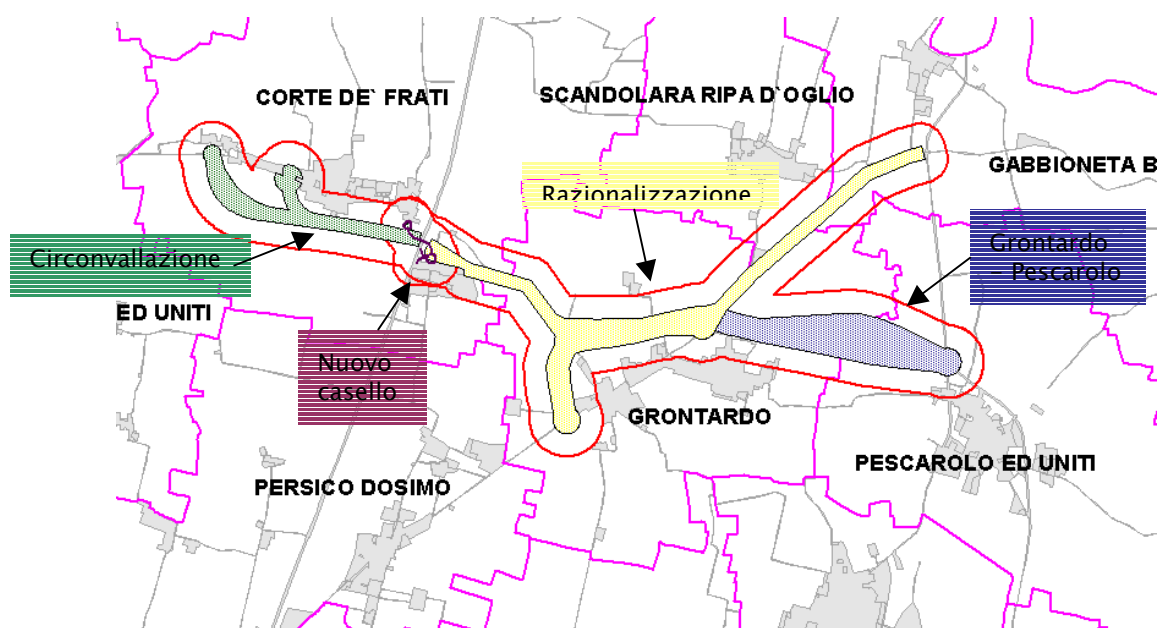 CORTE DE` FRATI
SCANDOLARA RIPA D`OGLIO
GABBIONETA B
Razionalizzazione
Circonvallazione
Grontardo
– Pescarolo
ED UNITI
Nuovo
casello
GRONTARDO
PESCAROLO ED UNITI
PERSICO DOSIMO